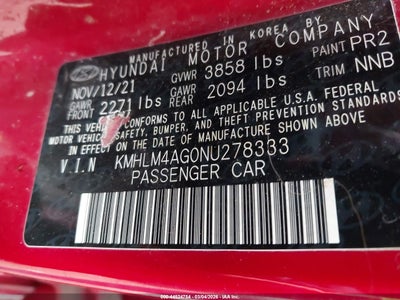 MANUFACTURED IN KOREA
HYUNDAI MOTOR COMPANY
NOV/12/21 GVWR 3858 lbs PAINT PR2
GAWR FRONT 2271 lbs GAWR REAR 2094 lbs TRIM NNB
THIS VEHICLE CONFORMS TO ALL APPLICABLE U.S.A. FEDERAL
MOTOR VEHICLE SAFETY, BUMPER, AND THEFT PREVENTION STANDARDS
IN EFFECT ON THE DATE OF MANUFACTURE SHOWN ABOVE.
V.I.N KMHLM4AG0NU278333
PASSENGER CAR